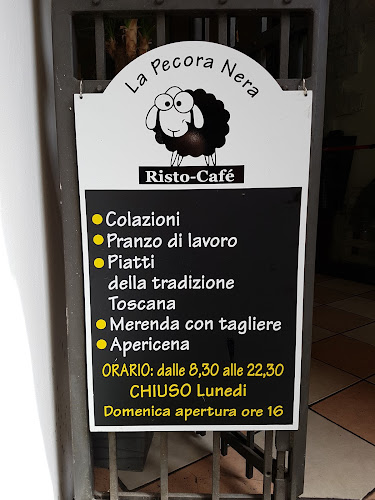 La Pecora Nera
Risto-Café
Colazioni
Pranzo di lavoro
Piatti
della tradizione
Toscana
Merenda con tagliere
Apericena
ORARIO: dalle 8,30 alle 22,30
CHIUSO Lunedi
Domenica apertura ore 16